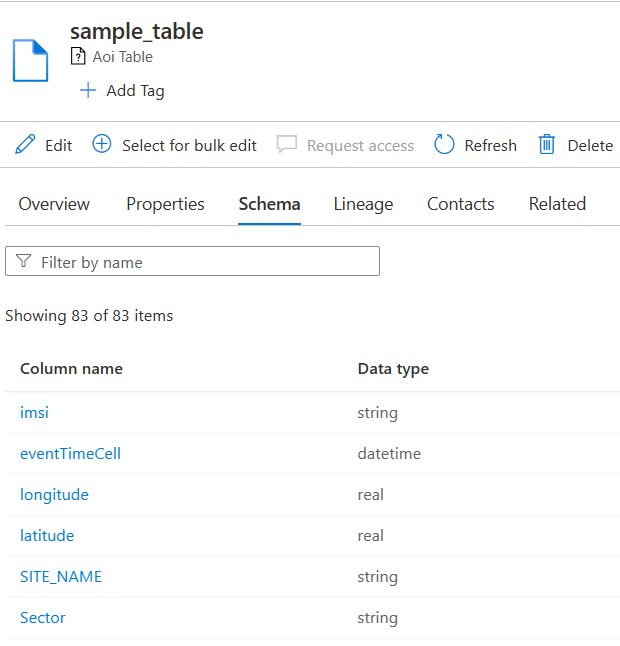 sample_table
Aoi Table
Add Tag
Edit Select for bulk edit Request access Refresh Delete
Overview Properties Schema Lineage Contacts Related
Filter by name
Showing 83 of 83 items
Column name Data type
imsi string
eventTimeCell datetime
longitude real
latitude real
SITE_NAME string
Sector string